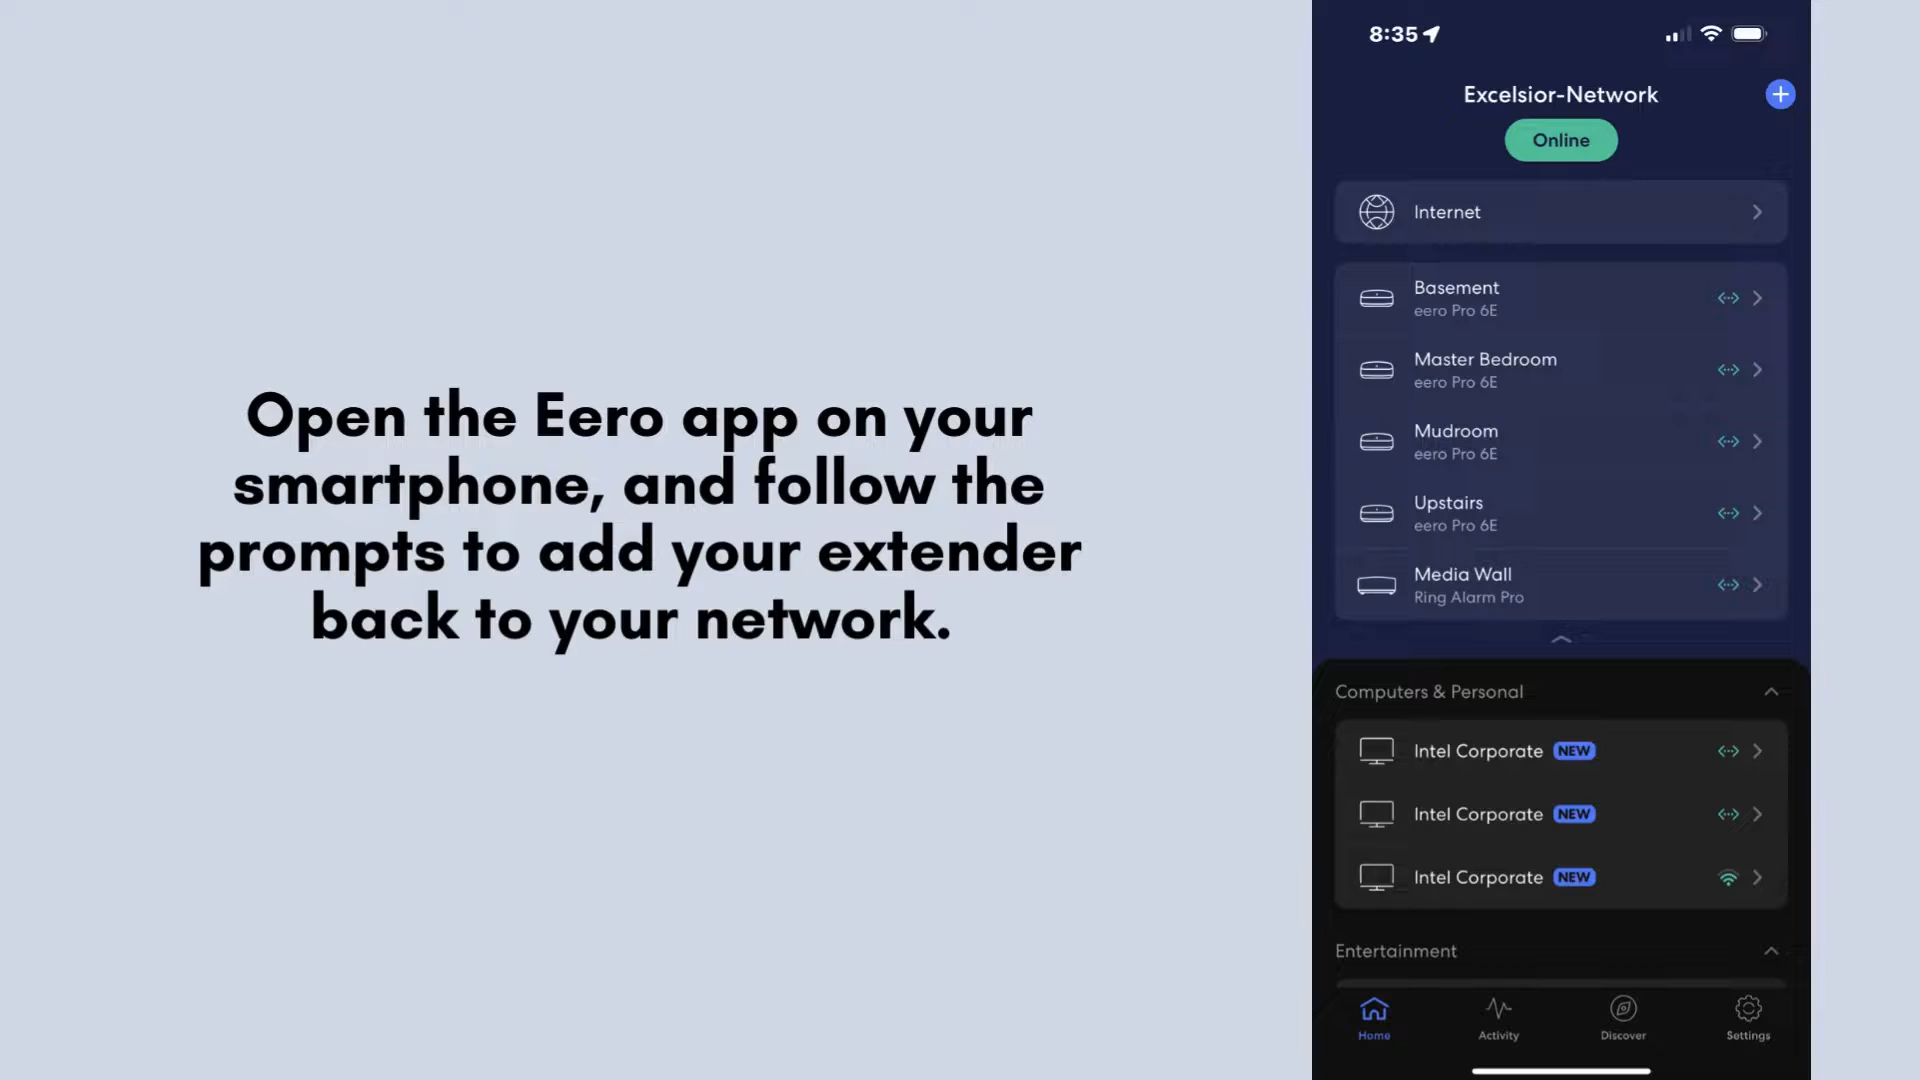 Open the Eero app on your
smartphone, and follow the
prompts to add your extender
back to your network.
8:35
Excelsior-Network
Online
Internet
Basement
eero Pro 6E
Master Bedroom
eero Pro 6E
Mudroom
eero Pro 6E
Upstairs
eero Pro 6E
Media Wall
Ring Alarm Pro
Computers & Personal
Intel Corporate NEW
Intel Corporate NEW
Intel Corporate NEW
Entertainment
Home Activity Discover Settings